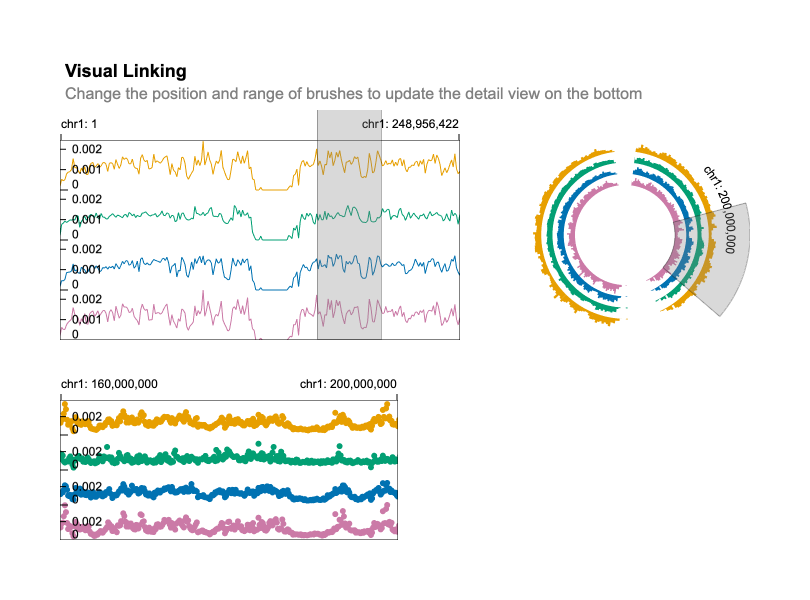 Visual Linking
Change the position and range of brushes to update the detail view on the bottom
chr1: 1
chr1: 248,956,422
0.002
0.001
0
0.002
0.001
0
0.002
0.001
0
0.002
0.001
0
chr1: 200,000,000
chr1: 160,000,000
chr1: 200,000,000
0.002
0
0.002
0
0.002
0
0.002
0